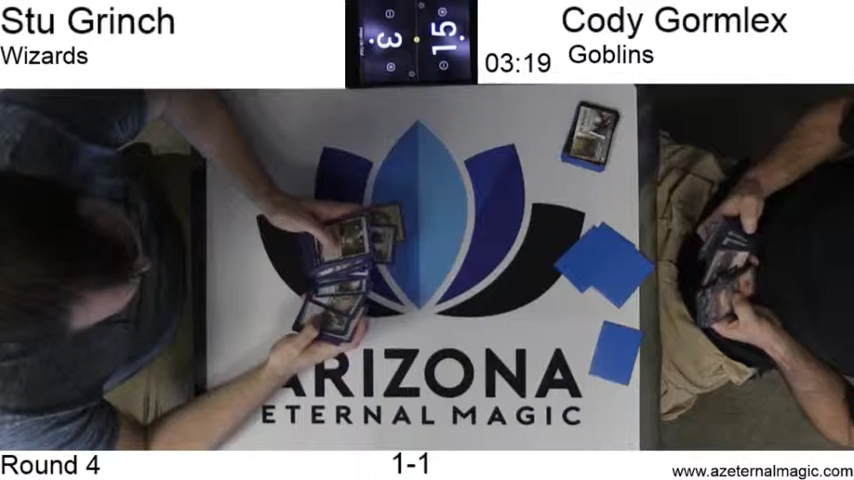 Stu Grinch
Wizards
3
15
03:19
Cody Gormlex
Goblins
ARIZONA
ETERNAL MAGIC
Round 4
1-1
www.azeternalmagic.com